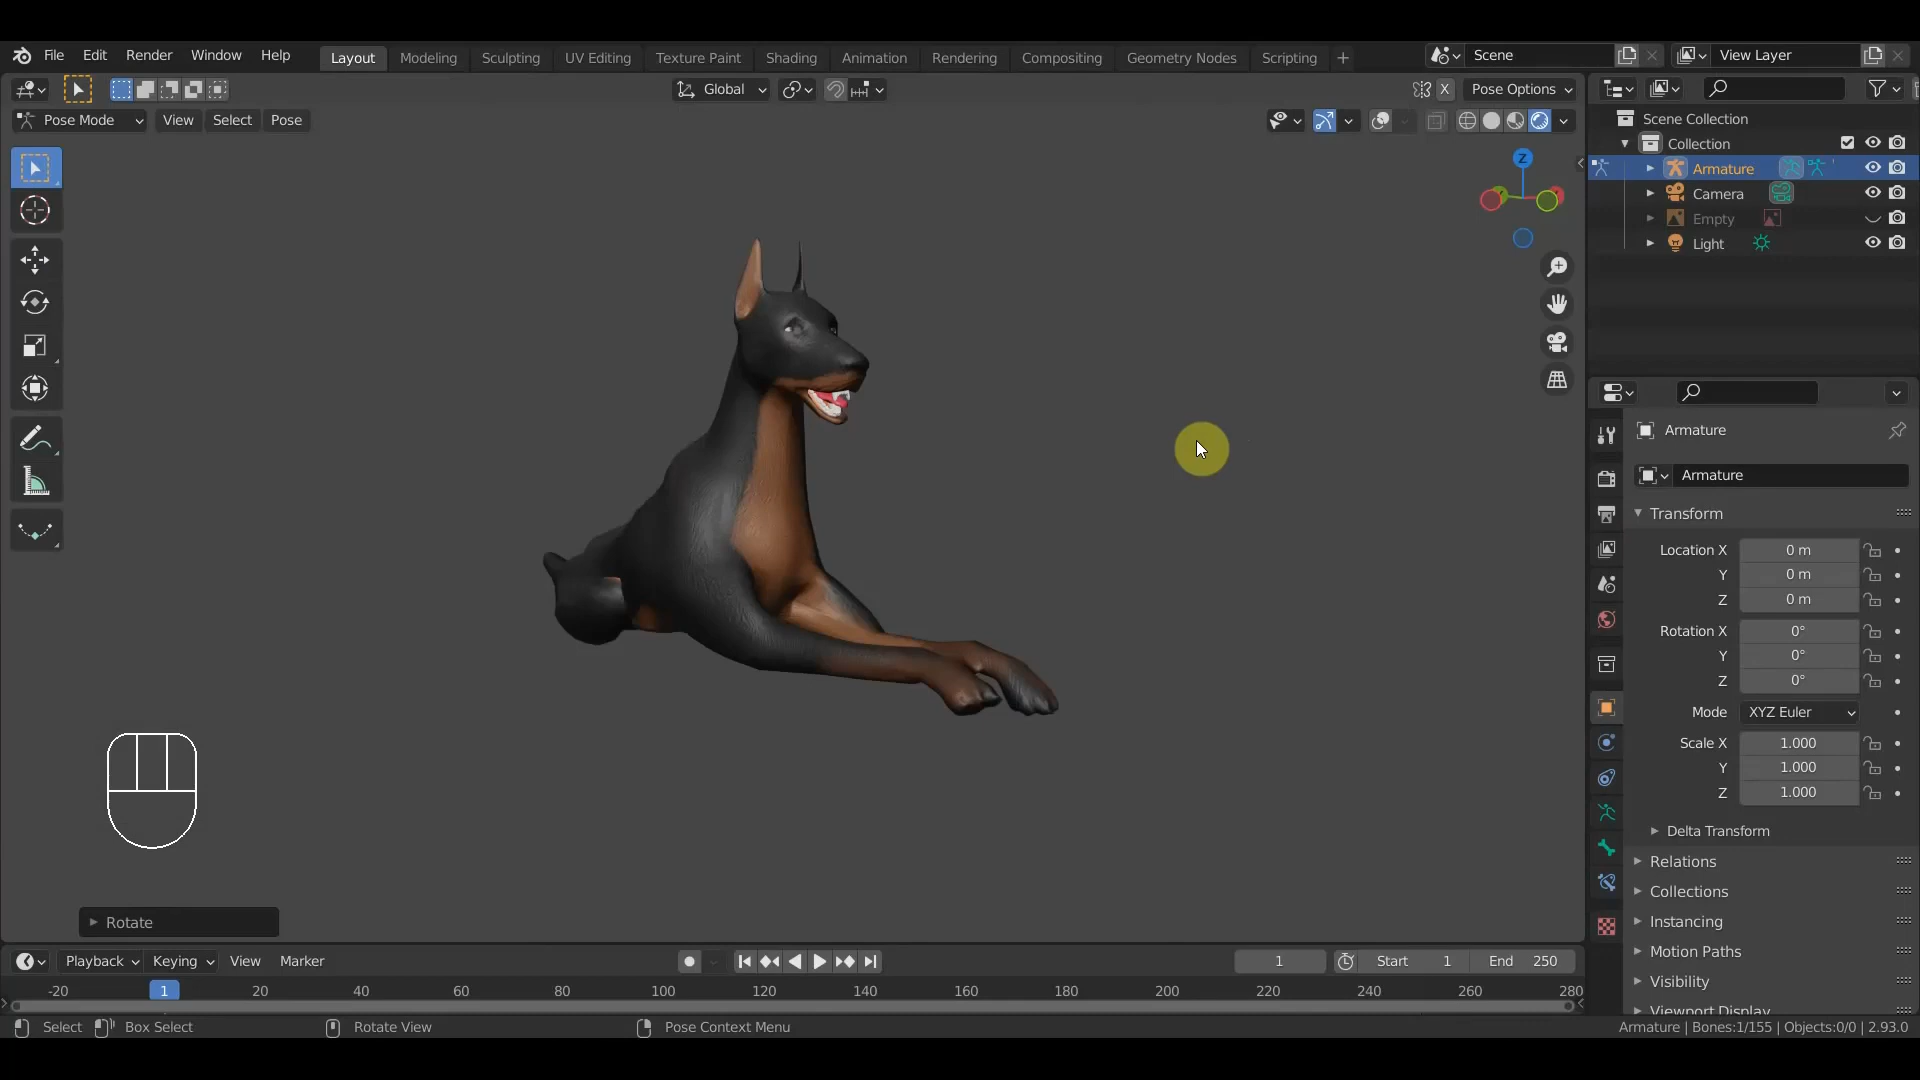 File Edit Render Window Help Layout Modeling Sculpting UV Editing Texture Paint Shading Animation Rendering Compositing Geometry Nodes Scripting + Scene View Layer
Global X Pose Options
Pose Mode View Select Pose
Scene Collection
Collection
Armature
Camera
Empty
Light
Z
Armature
Armature
Transform
Location X 0 m
Y 0 m
Z 0 m
Rotation X 0°
Y 0°
Z 0°
Mode XYZ Euler
Scale X 1.000
Y 1.000
Z 1.000
Delta Transform
Relations
Collections
Instancing
Motion Paths
Visibility
Viewport Display
Rotate
Playback Keying View Marker 1 Start 1 End 250
-20 1 20 40 60 80 100 120 140 160 180 200 220 240 260 280
Select Box Select Rotate View Pose Context Menu Armature | Bones:1/155 | Objects:0/0 | 2.93.0